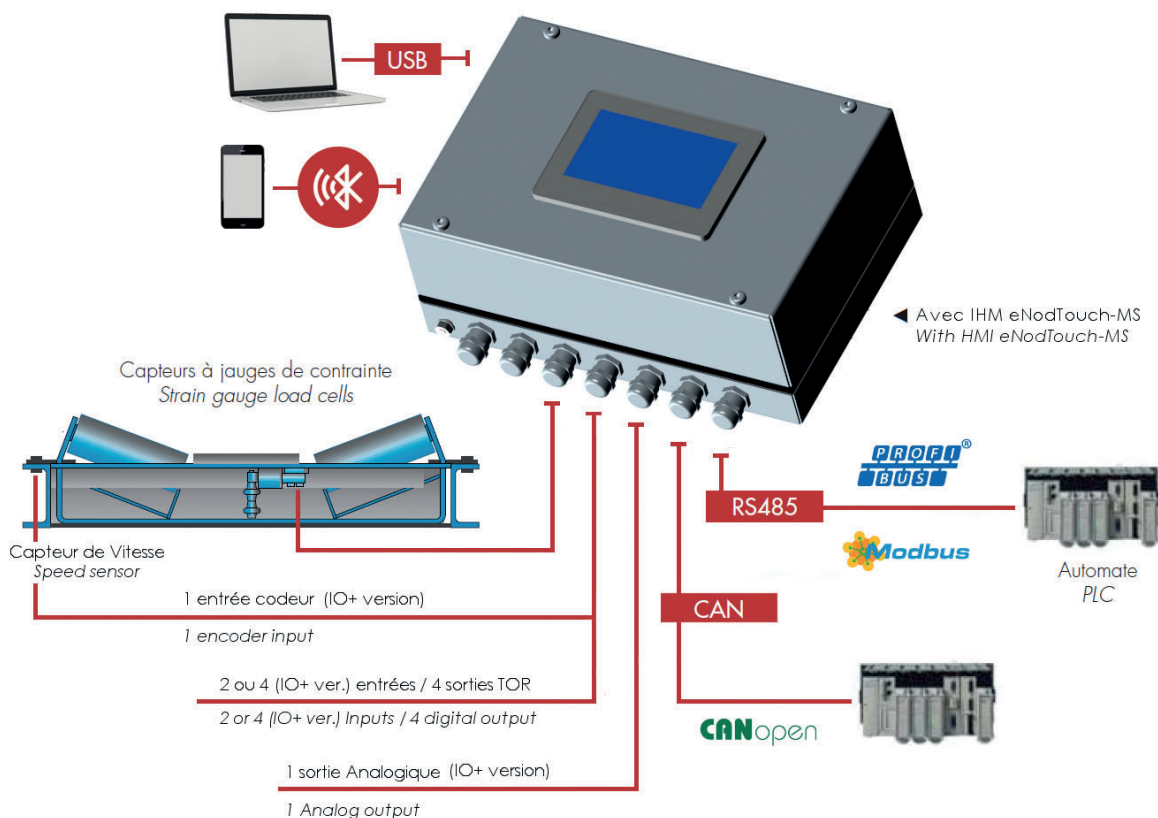 USB
◄ Avec IHM eNodTouch-MS
With HMI eNodTouch-MS
Capteurs à jauges de contrainte
Strain gauge load cells
PROFI
BUS®
RS485
Modbus
Automate
PLC
Capteur de Vitesse
Speed sensor
1 entrée codeur (IO+ version)
1 encoder input
CAN
2 ou 4 (IO+ ver.) entrées / 4 sorties TOR
2 or 4 (IO+ ver.) Inputs / 4 digital output
CANopen
1 sortie Analogique (IO+ version)
1 Analog output